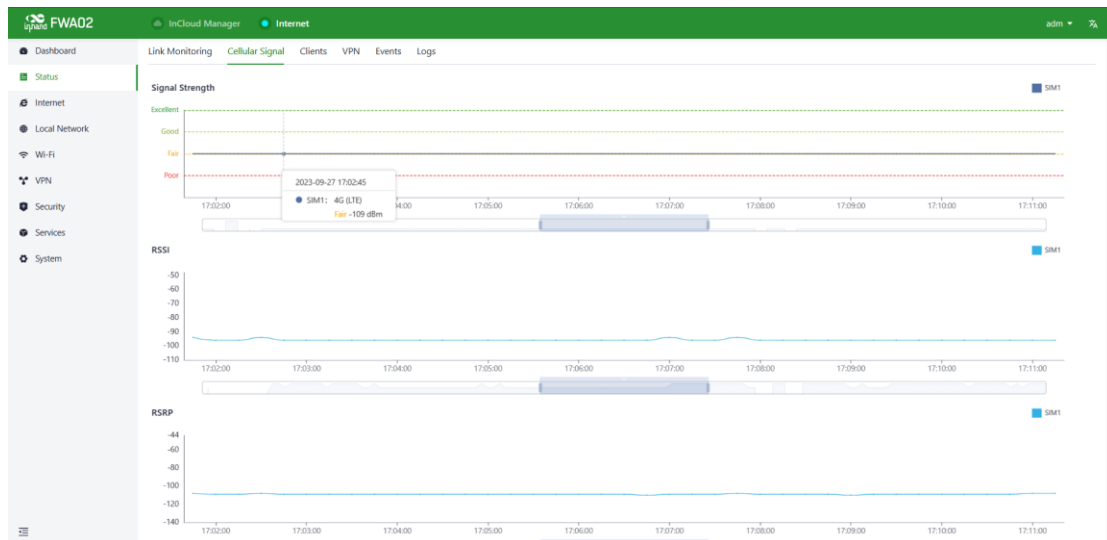 inhand FWA02 InCloud Manager Internet adm
Dashboard
Status
Internet
Local Network
Wi-Fi
VPN
Security
Services
System
Link Monitoring Cellular Signal Clients VPN Events Logs
Signal Strength SIM1
Excellent
Good
Fair
Poor
2023-09-27 17:02:45
SIM1: 4G (LTE)
Fair -109 dBm
17:02:00 4:00 17:05:00 17:06:00 17:07:00 17:08:00 17:09:00 17:10:00 17:11:00
RSSI SIM1
-50
-60
-70
-80
-90
-100
-110
17:02:00 17:03:00 17:04:00 17:05:00 17:06:00 17:07:00 17:08:00 17:09:00 17:10:00 17:11:00
RSRP SIM1
-44
-60
-80
-100
-120
-140
17:02:00 17:03:00 17:04:00 17:05:00 17:06:00 17:07:00 17:08:00 17:09:00 17:10:00 17:11:00